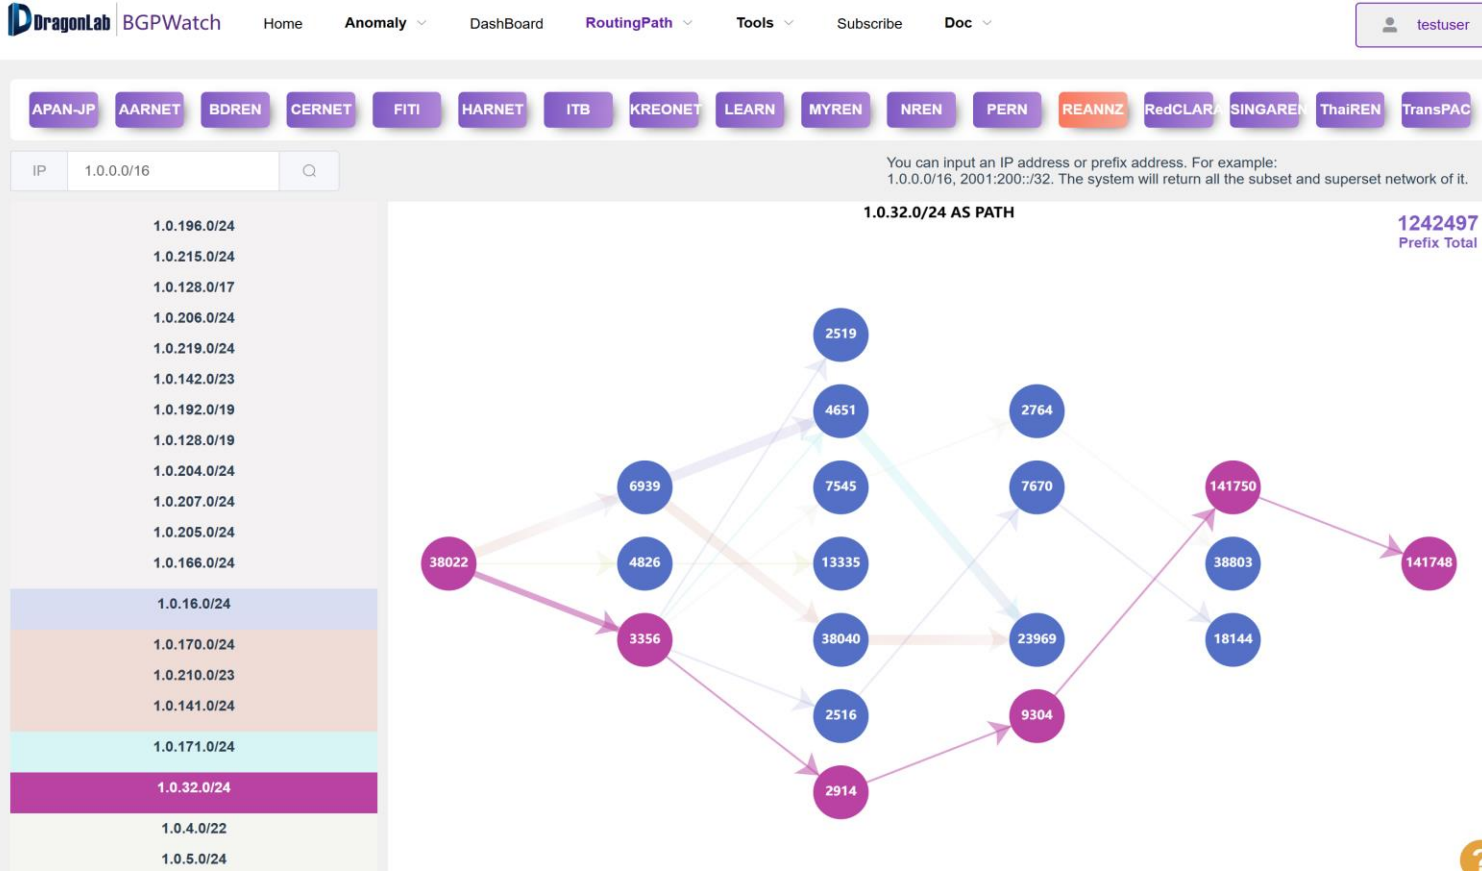 DragonLab BGPWatch Home Anomaly DashBoard RoutingPath Tools Subscribe Doc testuser
APAN-JP AARNET BDREN CERNET FITI HARNET ITB KREONET LEARN MYREN NREN PERN REANNZ RedCLARA SINGAREN ThaiREN TransPAC
IP 1.0.0.0/16
You can input an IP address or prefix address. For example:
1.0.0.0/16, 2001:200::/32. The system will return all the subset and superset network of it.
1.0.32.0/24 AS PATH
1242497
Prefix Total
1.0.196.0/24
1.0.215.0/24
1.0.128.0/17
1.0.206.0/24
1.0.219.0/24
1.0.142.0/23
1.0.192.0/19
1.0.128.0/19
1.0.204.0/24
1.0.207.0/24
1.0.205.0/24
1.0.166.0/24
1.0.16.0/24
1.0.170.0/24
1.0.210.0/23
1.0.141.0/24
1.0.171.0/24
1.0.32.0/24
1.0.4.0/22
1.0.5.0/24
2519
4651 2764
6939 7545 7670 141750
38022 4826 13335 38803 141748
3356 38040 23969 18144
2516 9304
2914
?